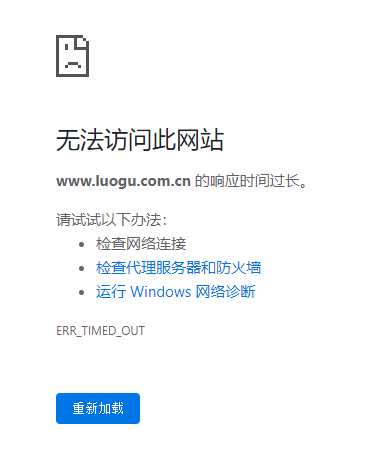 无法访问此网站
www.luogu.com.cn 的响应时间过长。
请试试以下办法：
检查网络连接
检查代理服务器和防火墙
运行 Windows 网络诊断
ERR_TIMED_OUT
重新加载